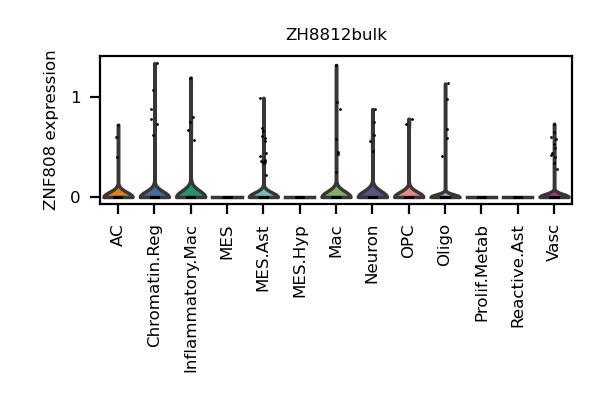 ZH8812bulk
ZNF808 expression
1
0
AC
Chromatin.Reg
Inflammatory.Mac
MES
MES.Ast
MES.Hyp
Mac
Neuron
OPC
Oligo
Prolif.Metab
Reactive.Ast
Vasc